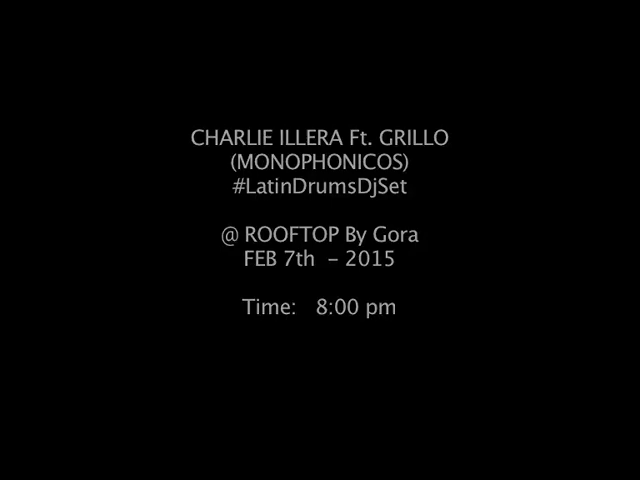 CHARLIE ILLERA Ft. GRILLO
(MONOPHONICOS)
#LatinDrumsDjSet
@ ROOFTOP By Gora
FEB 7th - 2015
Time: 8:00 pm